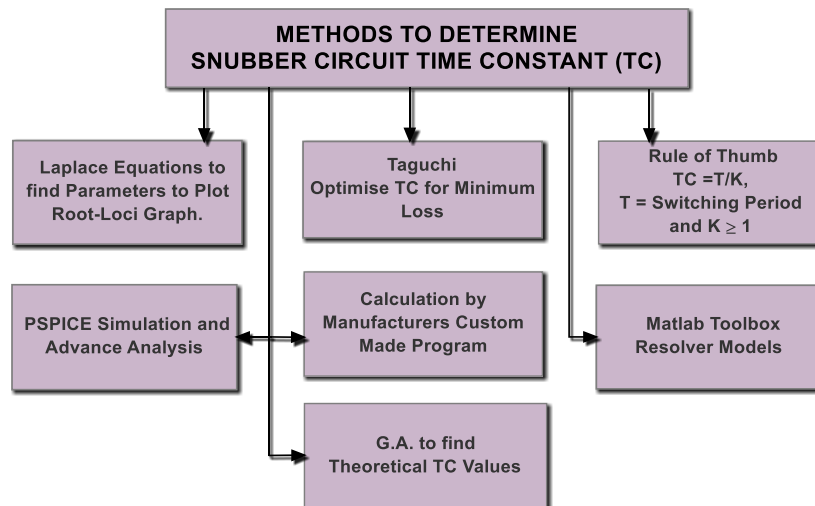 METHODS TO DETERMINE
SNUBBER CIRCUIT TIME CONSTANT (TC)
Laplace Equations to
find Parameters to Plot
Root-Loci Graph.
Taguchi
Optimise TC for Minimum
Loss
Rule of Thumb
TC =T/K,
T = Switching Period
and K ≥ 1
PSPICE Simulation and
Advance Analysis
Calculation by
Manufacturers Custom
Made Program
Matlab Toolbox
Resolver Models
G.A. to find
Theoretical TC Values